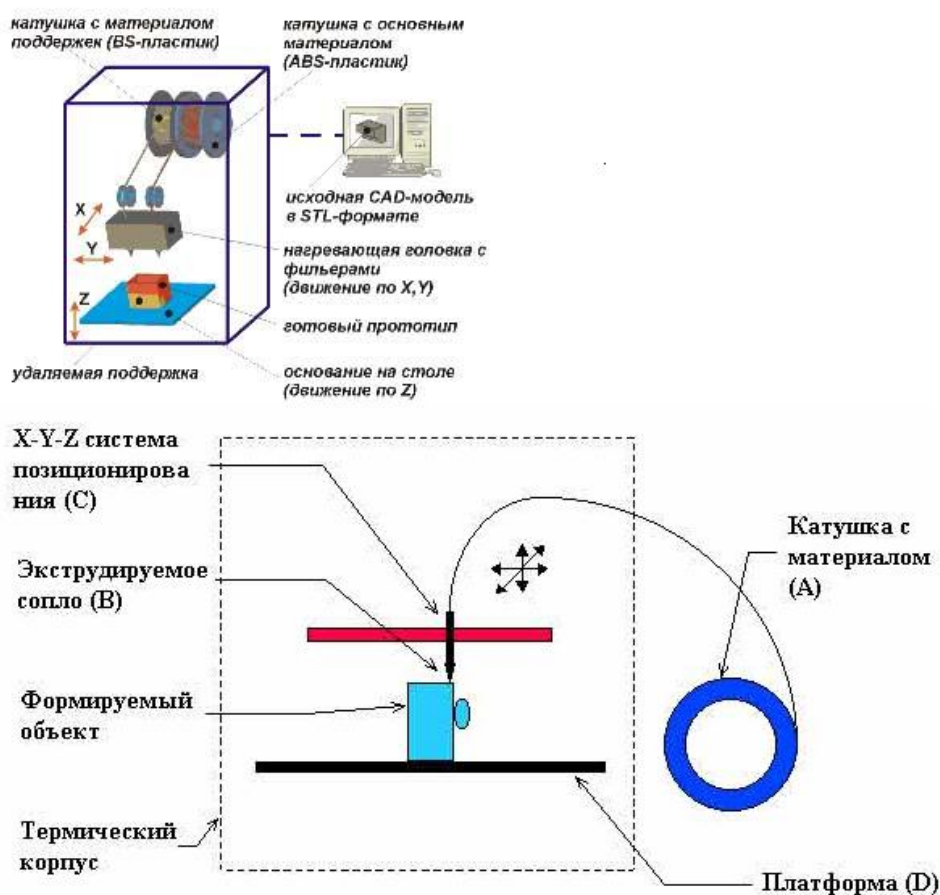 катушка с материалом
поддержек (BS-пластик)
катушка с основным
материалом
(ABS-пластик)
исходная CAD-модель
в STL-формате
X
Y
нагревающая головка с
фильерами
(движение по X,Y)
Z
готовый прототип
удаляемая поддержка
основание на столе
(движение по Z)
X-Y-Z система
позиционирова
ния (C)
Катушка с
материалом
(A)
Экструдируемое
сопло (B)
Формируемый
объект
Термический
корпус
Платформа (D)